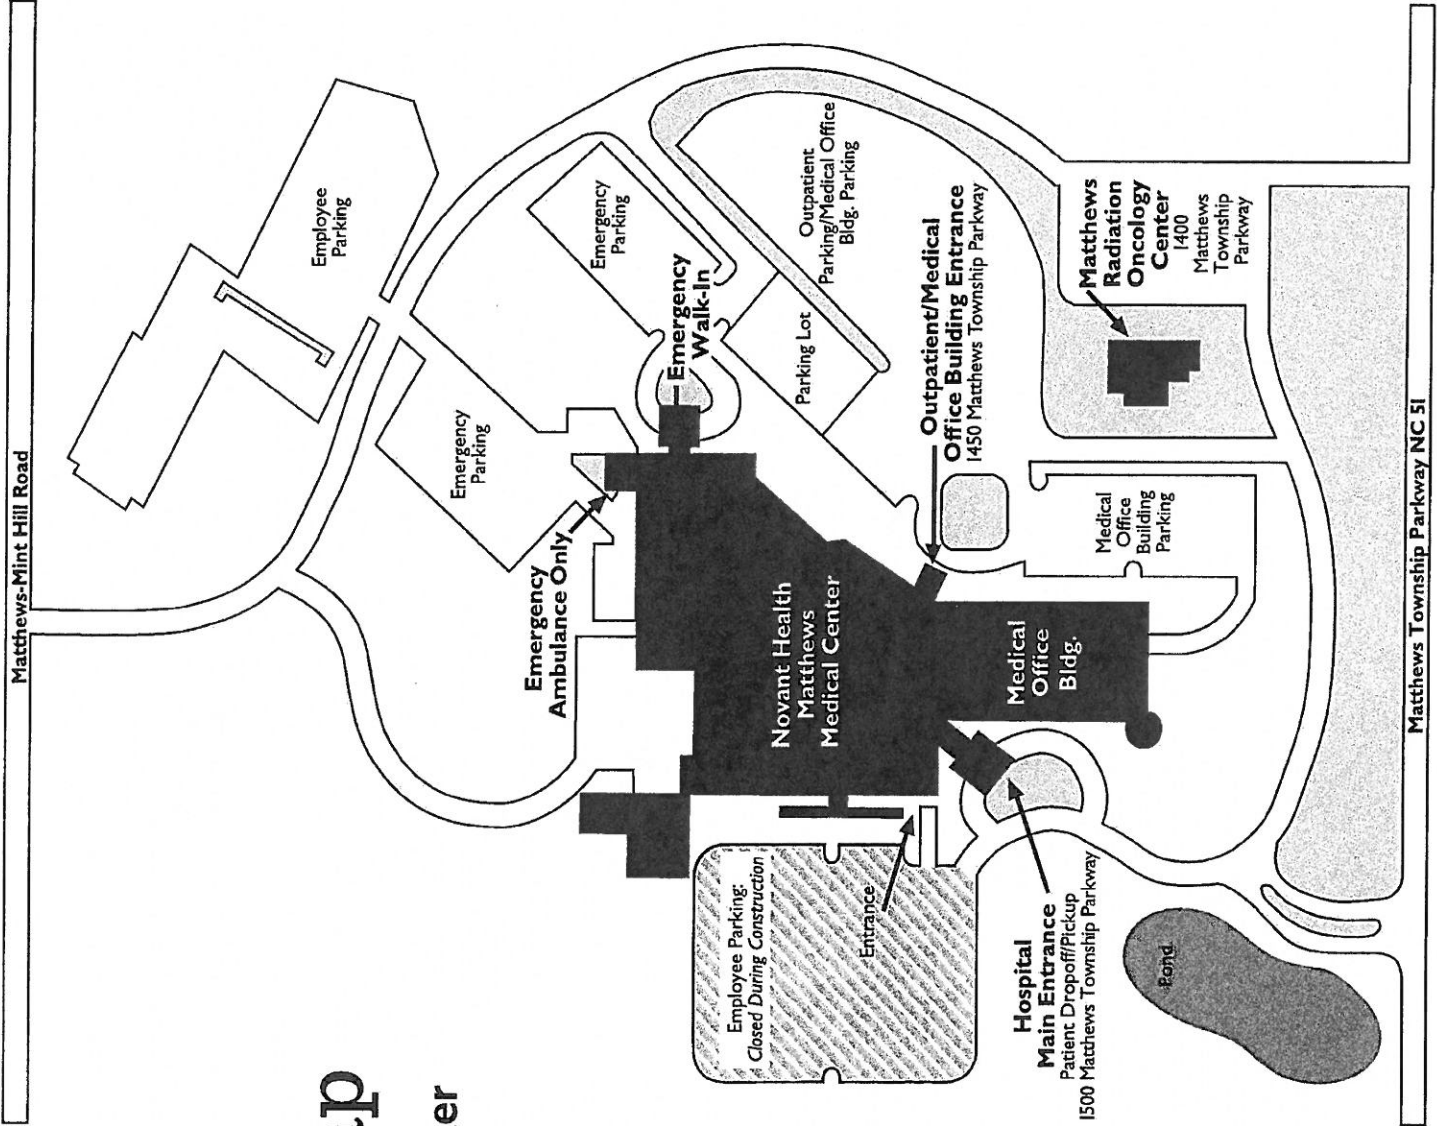 Matthews-Mint Hill Road
Employee
Parking
Emergency
Parking
Emergency
Parking
Emergency
Ambulance Only
Emergency
Walk-In
Employee Parking:
Closed During Construction
Novant Health
Matthews
Medical Center
Parking Lot
Outpatient
Parking/Medical Office
Bldg. Parking
Entrance
Outpatient/Medical
Office Building Entrance
1450 Matthews Township Parkway
Hospital
Main Entrance
Patient Dropoff/Pickup
1500 Matthews Township Parkway
Medical
Office
Bldg.
Medical
Office
Building
Parking
Matthews
Radiation
Oncology
Center
1400
Matthews
Township
Parkway
Pond
Matthews Township Parkway NC 51